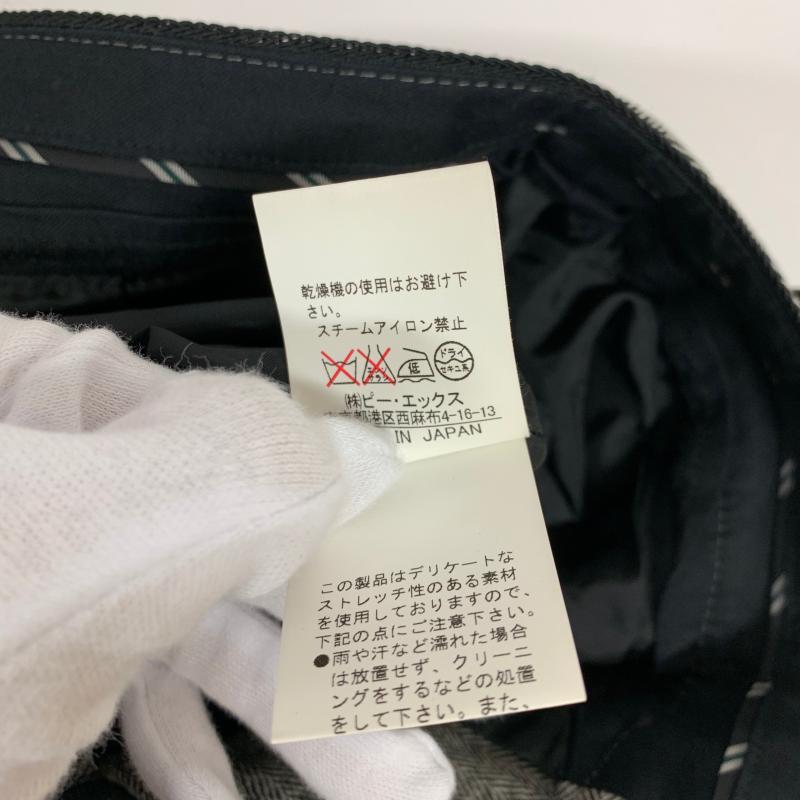 乾燥機の使用はお避け下
さい。
スチームアイロン禁止
低 ドライ セキユ系
㈱ピー・エックス
港区西麻布4-16-13
IN JAPAN
この製品はデリケートな
ストレッチ性のある素材
を使用しておりますので、
下記の点にご注意下さい。
●雨や汗など濡れた場合
は放置せず、クリーニ
ングをするなどの処置
をして下さい。また、